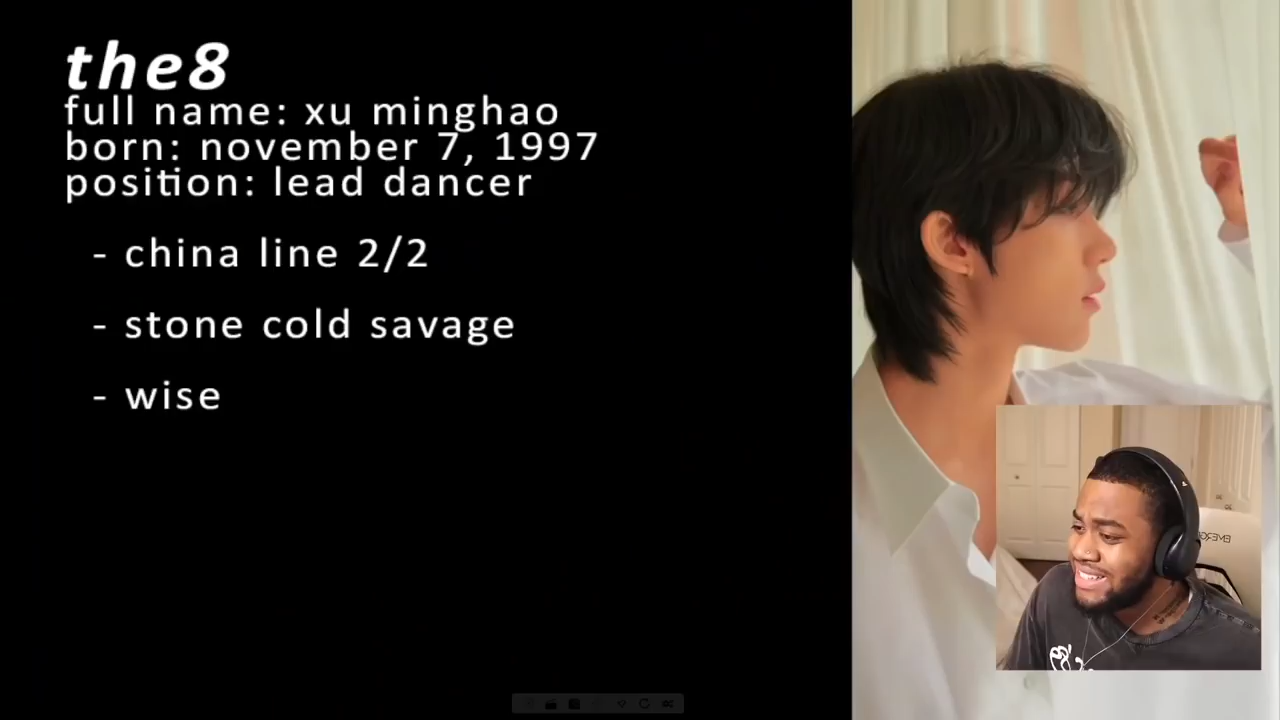 the8
full name: xu minghao
born: november 7, 1997
position: lead dancer
- china line 2/2
- stone cold savage
- wise